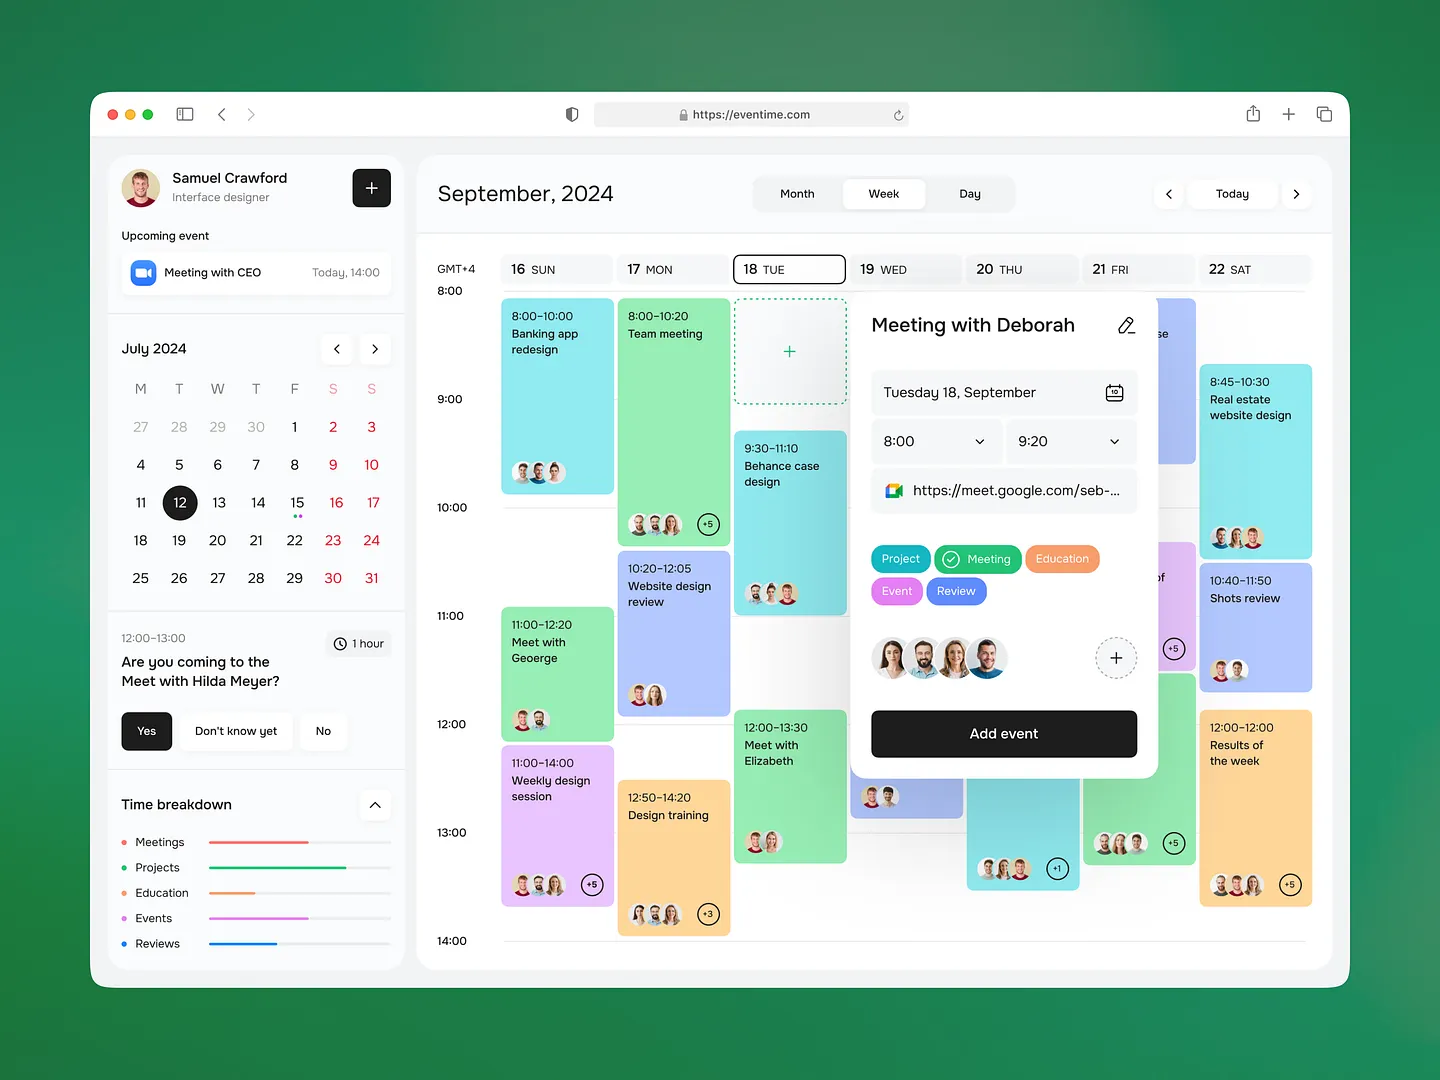 https://eventime.com
Samuel Crawford
Interface designer
Upcoming event
Meeting with CEO
Today, 14:00
July 2024
M T W T F S S
27 28 29 30 1 2 3
4 5 6 7 8 9 10
11 12 13 14 15 16 17
18 19 20 21 22 23 24
25 26 27 28 29 30 31
12:00–13:00
1 hour
Are you coming to the
Meet with Hilda Meyer?
Yes
Don't know yet
No
Time breakdown
Meetings
Projects
Education
Events
Reviews
September, 2024
Month
Week
Day
Today
GMT+4
16 SUN
17 MON
18 TUE
19 WED
20 THU
21 FRI
22 SAT
8:00
9:00
10:00
11:00
12:00
13:00
14:00
8:00–10:00
Banking app
redesign
11:00–12:20
Meet with
Geoerge
11:00–14:00
Weekly design
session
+5
8:00–10:20
Team meeting
+5
10:20–12:05
Website design
review
12:50–14:20
Design training
+3
9:30–11:10
Behance case
design
12:00–13:30
Meet with
Elizabeth
Meeting with Deborah
Tuesday 18, September
10
8:00
9:20
https://meet.google.com/seb-...
Project
Meeting
Education
Event
Review
Add event
+1
se
of
+5
+5
8:45–10:30
Real estate
website design
10:40–11:50
Shots review
12:00–12:00
Results of
the week
+5